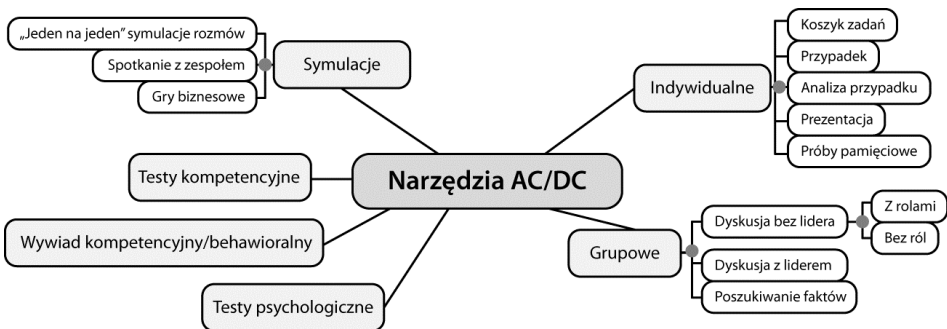 Narzędzia AC/DC
Symulacje
„Jeden na jeden” symulacje rozmów
Spotkanie z zespołem
Gry biznesowe
Testy kompetencyjne
Wywiad kompetencyjny/behawioralny
Testy psychologiczne
Indywidualne
Koszyk zadań
Przypadek
Analiza przypadku
Prezentacja
Próby pamięciowe
Grupowe
Dyskusja bez lidera
Z rolami
Bez ról
Dyskusja z liderem
Poszukiwanie faktów